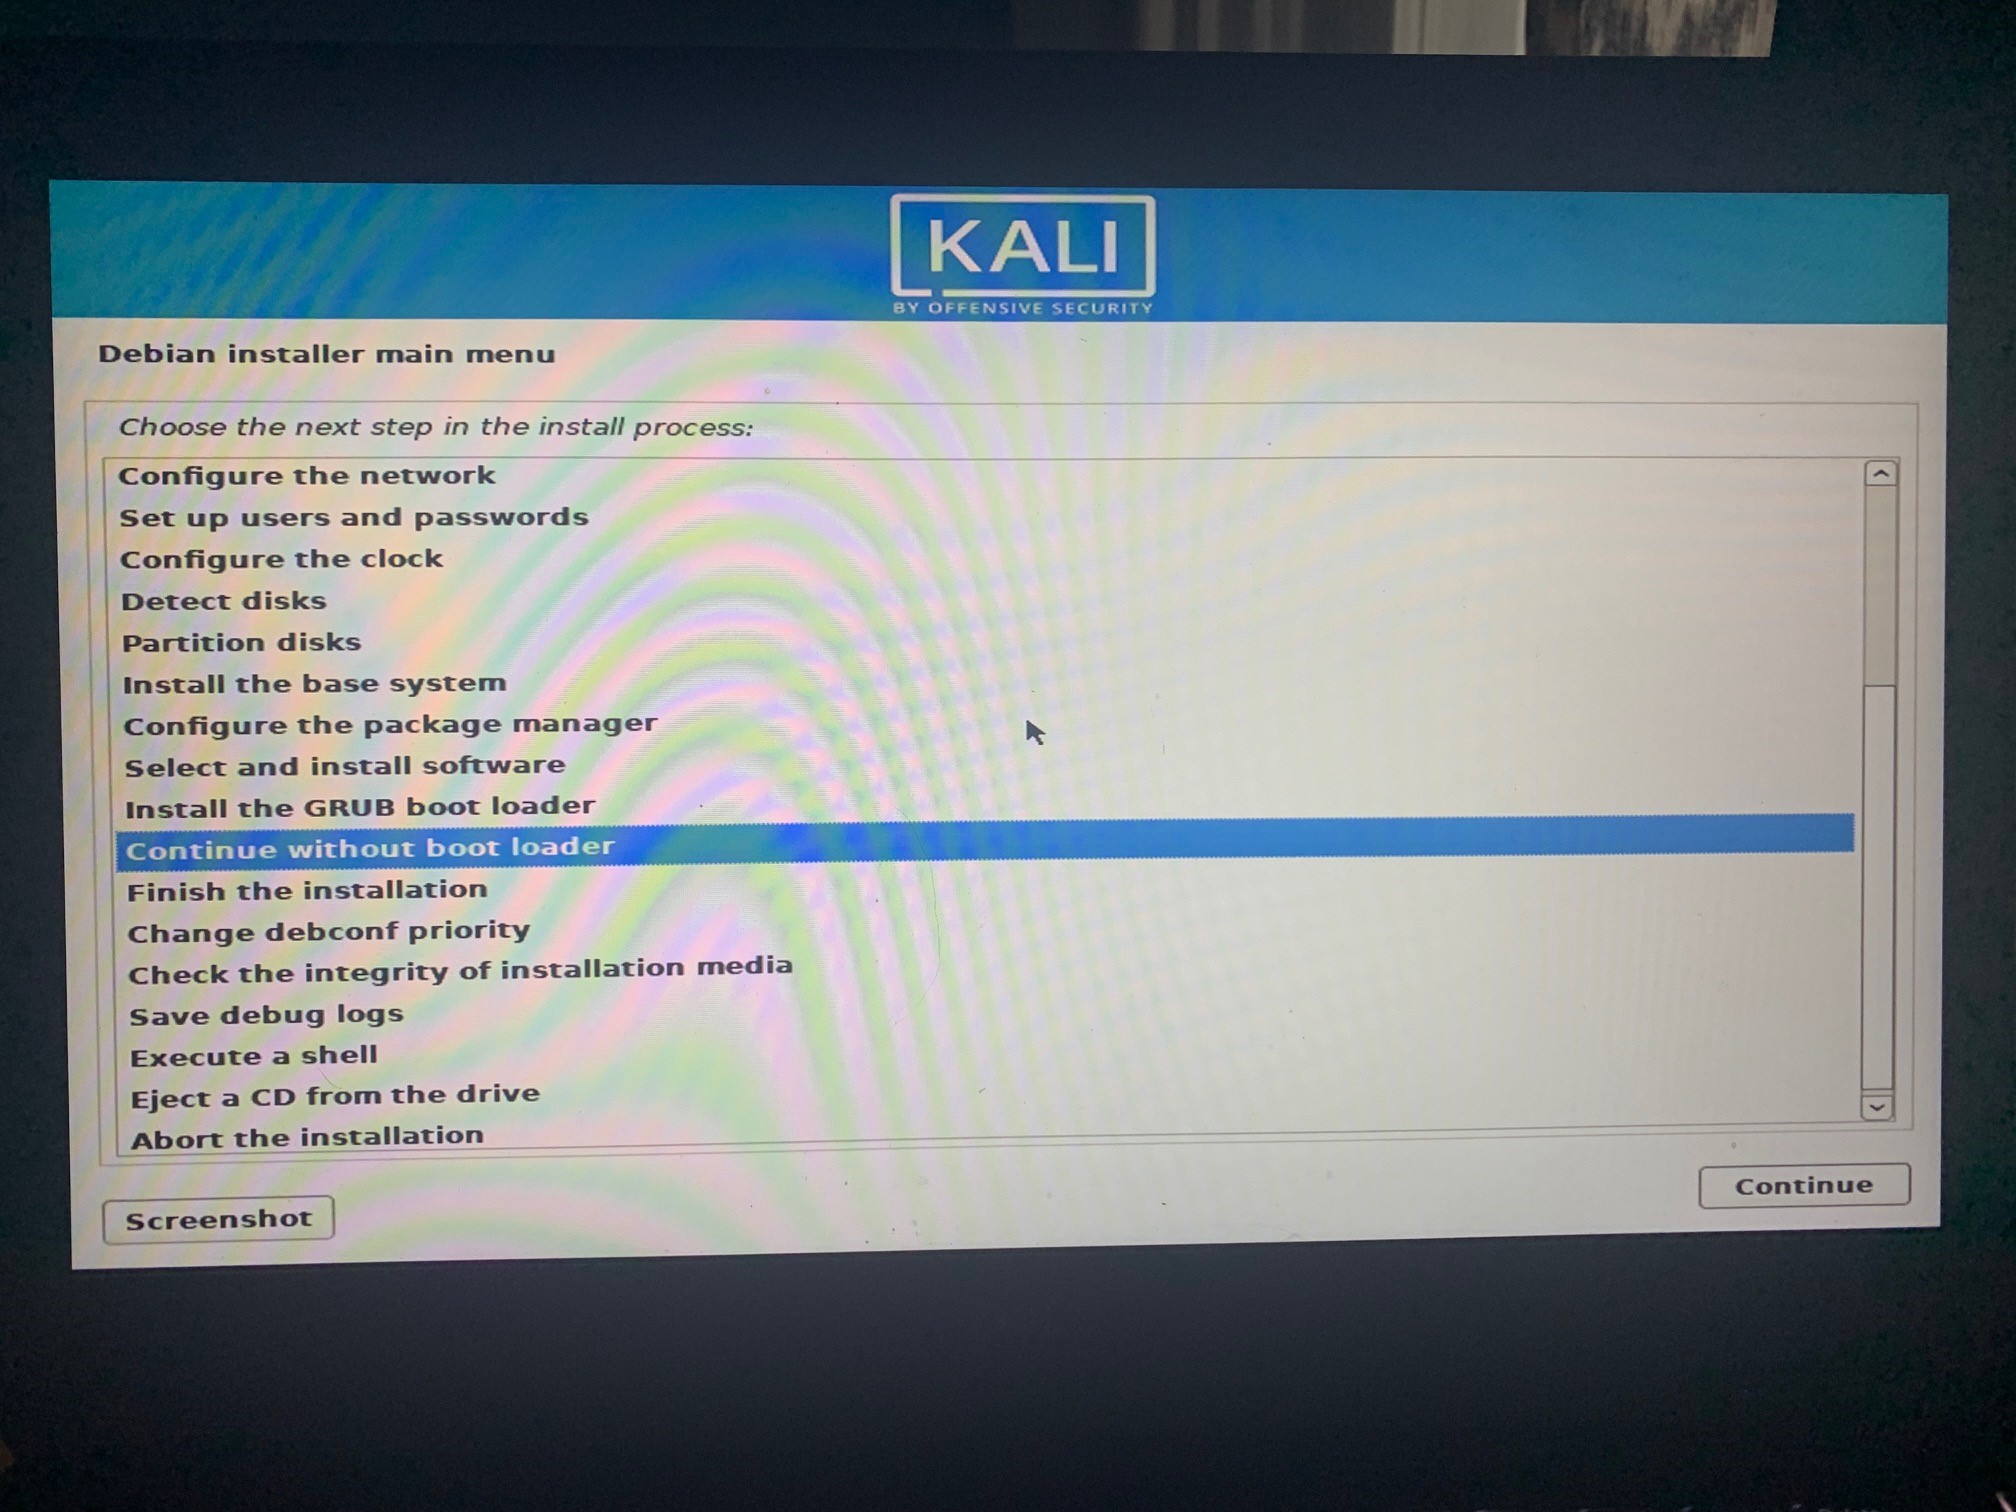 KALI
BY OFFENSIVE SECURITY
Debian installer main menu
Choose the next step in the install process:
Configure the network
Set up users and passwords
Configure the clock
Detect disks
Partition disks
Install the base system
Configure the package manager
Select and install software
Install the GRUB boot loader
Continue without boot loader
Finish the installation
Change debconf priority
Check the integrity of installation media
Save debug logs
Execute a shell
Eject a CD from the drive
Abort the installation
Screenshot
Continue